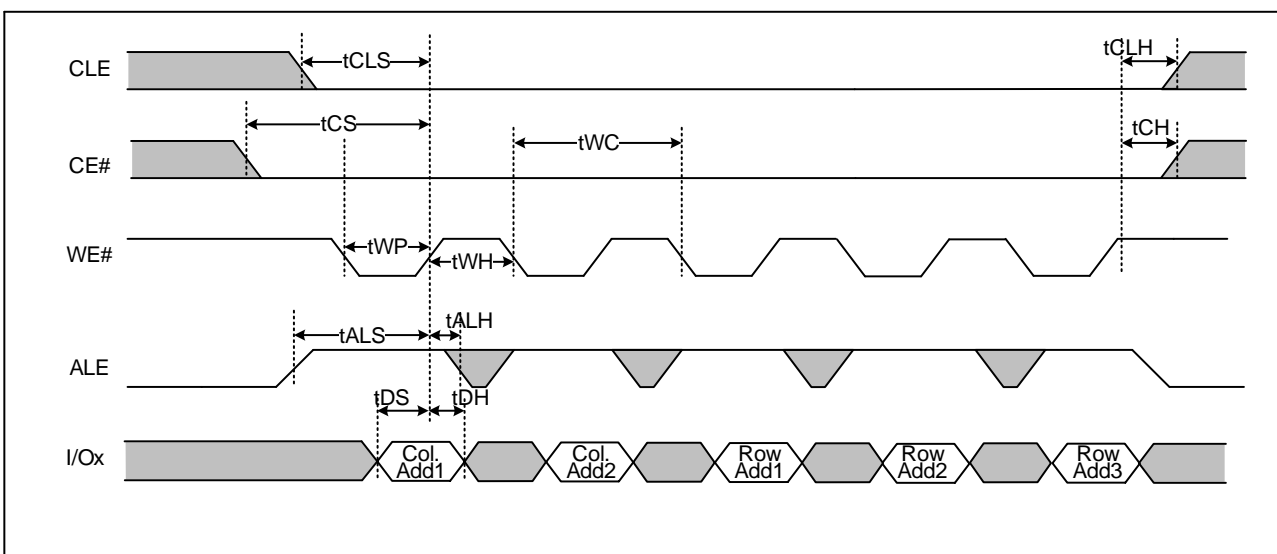 CLE
tCLS
tCLH
CE#
tCS
tWC
tCH
WE#
tWP
tWH
ALE
tALS
tALH
I/Ox
tDS
tDH
Col.
Add1
Col.
Add2
Row
Add1
Row
Add2
Row
Add3